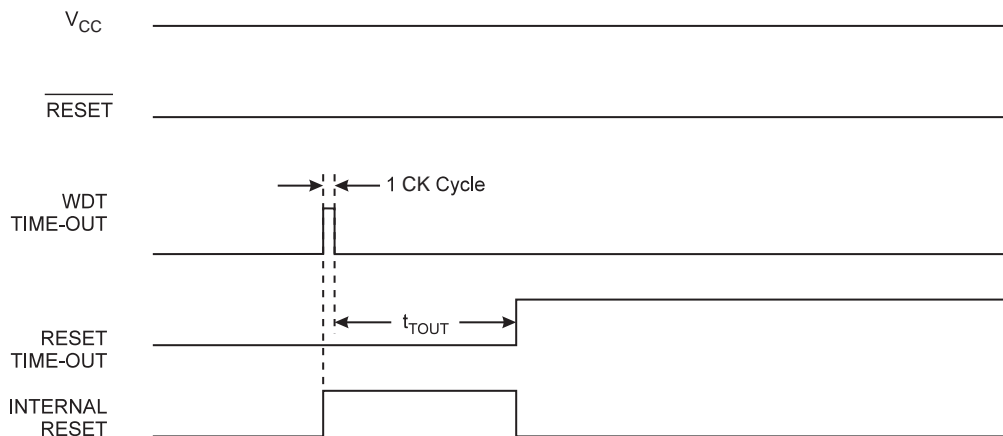 VCC
RESET
1 CK Cycle
WDT
TIME-OUT
tTOUT
RESET
TIME-OUT
INTERNAL
RESET